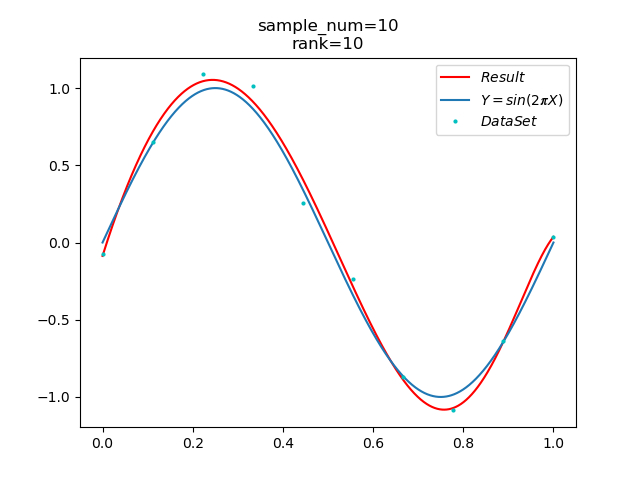 sample_num=10
rank=10
Result
Y = sin(2πX)
DataSet
1.0
0.5
0.0
−0.5
−1.0
0.0 0.2 0.4 0.6 0.8 1.0